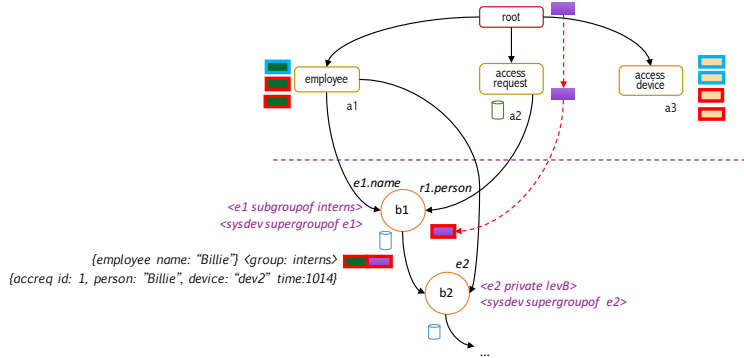 root
employee
access
request
access
device
a1
a2
a3
e1.name
r1.person
<e1 subgroupof interns>
<sysdev supergroupof e1>
b1
{employee name: “Billie”} <group: interns>
{accreq id: 1, person: ”Billie”, device: “dev2” time:1014}
e2
b2
<e2 private levB>
<sysdev supergroupof e2>
...